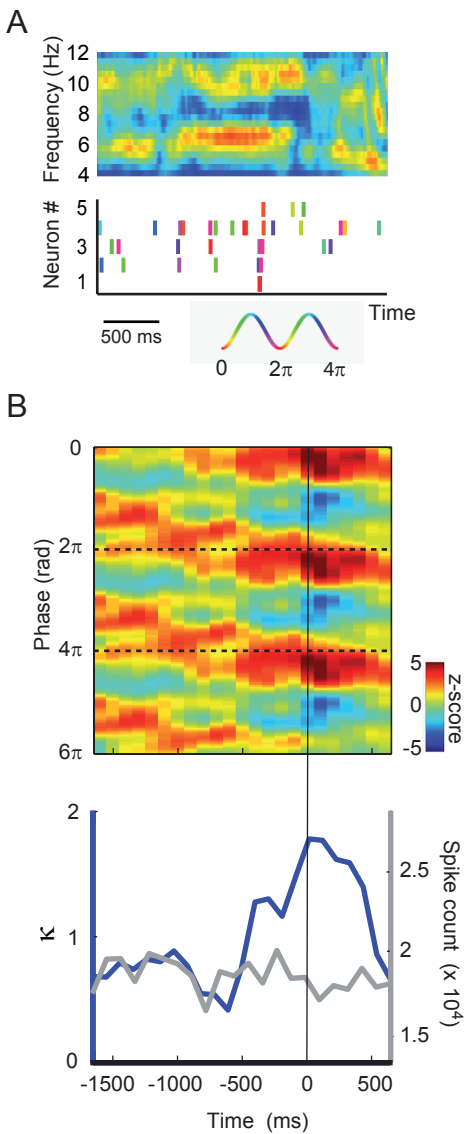 A
Frequency (Hz)
12
10
8
6
4
Neuron #
5
3
1
Time
500 ms
0 2π 4π
B
Phase (rad)
0
2π
4π
6π
5
0
-5
z-score
κ
2
1
0
Spike count (x 10⁴)
2.5
2
1.5
-1500 -1000 -500 0 500
Time (ms)